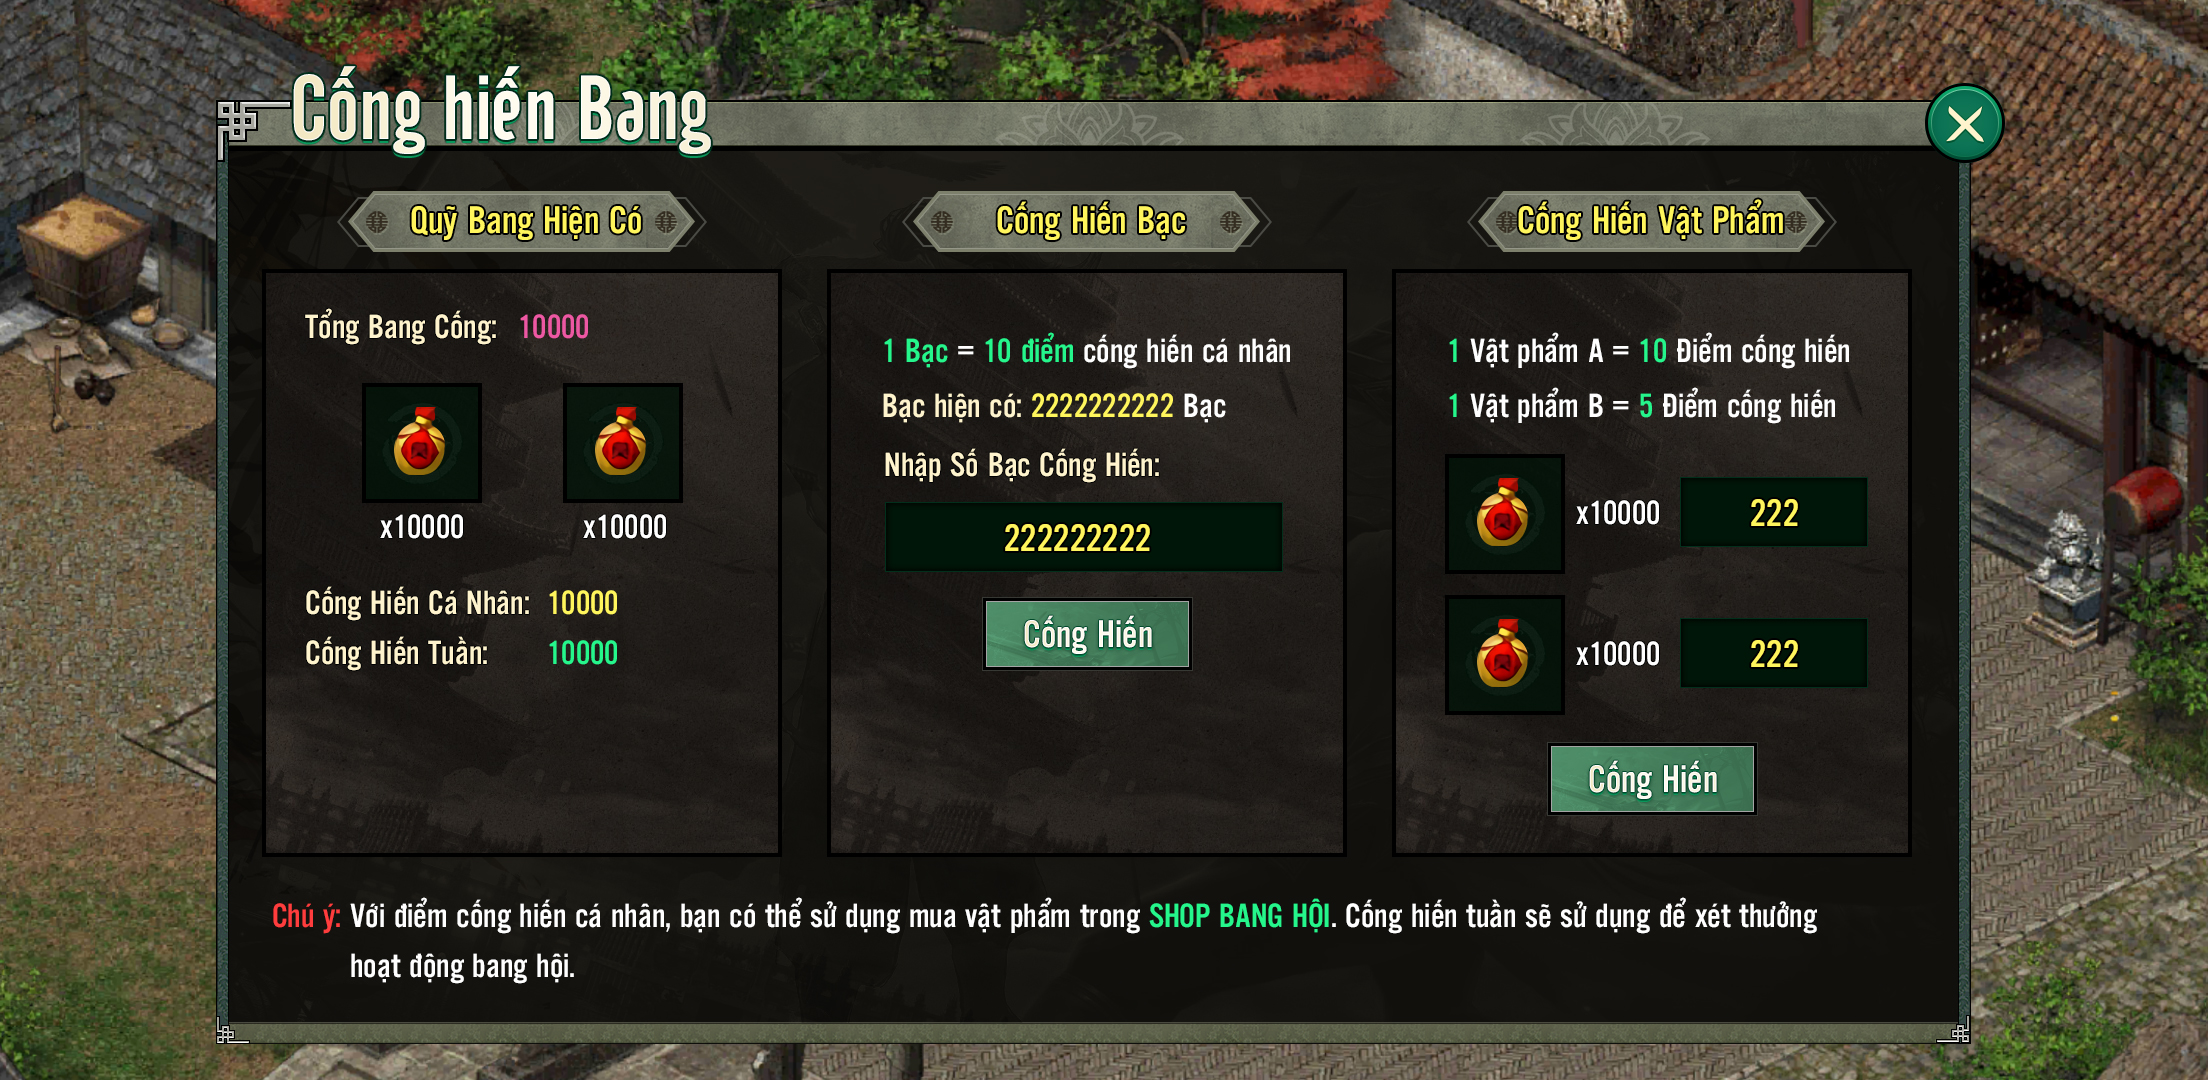 Cống hiến Bang
Quỹ Bang Hiện Có
Tổng Bang Cống: 10000
x10000 x10000
Cống Hiến Cá Nhân: 10000
Cống Hiến Tuần: 10000
Cống Hiến Bạc
1 Bạc = 10 điểm cống hiến cá nhân
Bạc hiện có: 2222222222 Bạc
Nhập Số Bạc Cống Hiến:
222222222
Cống Hiến
Cống Hiến Vật Phẩm
1 Vật phẩm A = 10 Điểm cống hiến
1 Vật phẩm B = 5 Điểm cống hiến
x10000 222
x10000 222
Cống Hiến
Chú ý: Với điểm cống hiến cá nhân, bạn có thể sử dụng mua vật phẩm trong SHOP BANG HỘI. Cống hiến tuần sẽ sử dụng để xét thưởng
hoạt động bang hội.